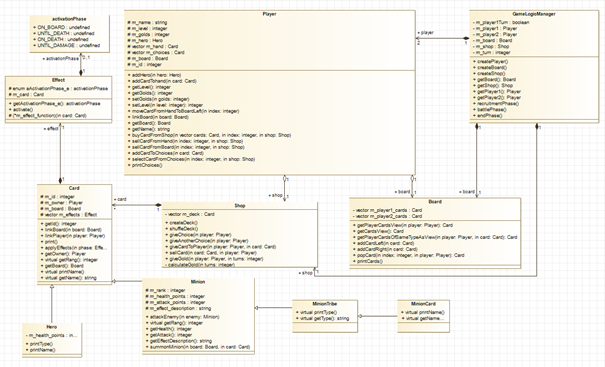 activationPhase
+ ON_BOARD : undefined
+ UNTIL_DEATH : undefined
+ ON_DEATH : undefined
+ UNTIL_DAMAGE : undefined
+ activationPhase
Effect
# enum aActivationPhase_e : activationPhase
# m_card : Card
+ getActivationPhase_e() : activationPhase
+ activate()
# (*m_effect_function)(in card: Card)
+ effect
Player
# m_name : string
# m_level : integer
# m_golds : integer
# m_hero : Hero
# vector m_hand : Card
# vector m_choices : Card
# m_board : Board
# m_id : integer
+ addHero(in hero: Hero)
+ addCardTohand(in card: Card)
+ getLevel(): integer
+ getGolds(): integer
+ setGolds(in golds: integer)
+ setLevel(in level: integer): integer
+ moveCardFromHandToBoardLeft(in index: integer)
+ linkBoard(in board: Board)
+ getBoard(): Board
+ getName(): string
+ buyCardFromShop(in vector cards: Card, in index: integer, in shop: Shop)
+ sellCardFromHand(in index: integer, in shop: Shop)
+ sellCardFromBoard(in index: integer, in shop: Shop)
+ addCardToChoices(in card: Card)
+ selectCardFromChoices(in index: integer, in shop: Shop)
+ printChoices()
+ player
GameLogicManager
- m_playerTurn : boolean
- m_player1 : Player
- m_player2 : Player
- m_board : Board
- m_shop : Shop
- m_turn : integer
+ createPlayer()
+ createBoard()
+ createShop()
+ getBoard(): Board
+ getShop(): Shop
+ getPlayer1(): Player
+ getPlayer2(): Player
+ recruitmentPhase()
+ battlePhase()
+ endPhase()
Card
# m_id : integer
# m_owner : Player
# m_board : Board
# vector m_effects : Effect
+ getId(): integer
+ linkBoard(in board: Board)
+ linkPlayer(in player: Player)
+ print()
+ applyEffects(in phase: Effe...
+ getOwner(): Player
+ virtual getRang(): integer
+ getBoard(): Board
+ virtual printName()
+ virtual getName(): string
+ card
+ shop
Shop
- vector m_deck : Card
+ createDeck()
+ shuffleDeck()
+ giveChoice(in player: Player)
+ giveAnotherChoice(in player: Player)
+ giveCardToPlayer(in player: Player, in card: Card)
+ sellCard(in card: Card, in player: Player)
+ giveGold(in player: Player, in turns: integer)
- calculateGold(in turns: integer)
+ shop
+ board
+ board
Board
- vector m_player1_cards : Card
- vector m_player2_cards : Card
+ getPlayerCardsView(in player: Player): Card
+ getCardsView(): Card
+ getPlayerCardsOfSameTypeAsView(in player: Player, in card: Card): Card
+ addCardLeft(in card: Card)
+ addCardRight(in card: Card)
+ popCard(in index: integer, in player: Player): Card
+ printCards()
Minion
# m_rank : integer
# m_health_points : integer
# m_attack_points : integer
# m_effect_description : string
+ attackEnemy(in enemy: Minion)
+ virtual getRang(): integer
+ getHealth(): integer
+ getAttack(): integer
+ getEffectDescription(): string
+ summonMinion(in board: Board, in card: Card)
MinionTribe
+ virtual printType()
+ virtual getType(): string
MinionCard
+ virtual printName()
+ virtual getName...
Hero
- m_health_points : in...
+ printType()
+ printName()